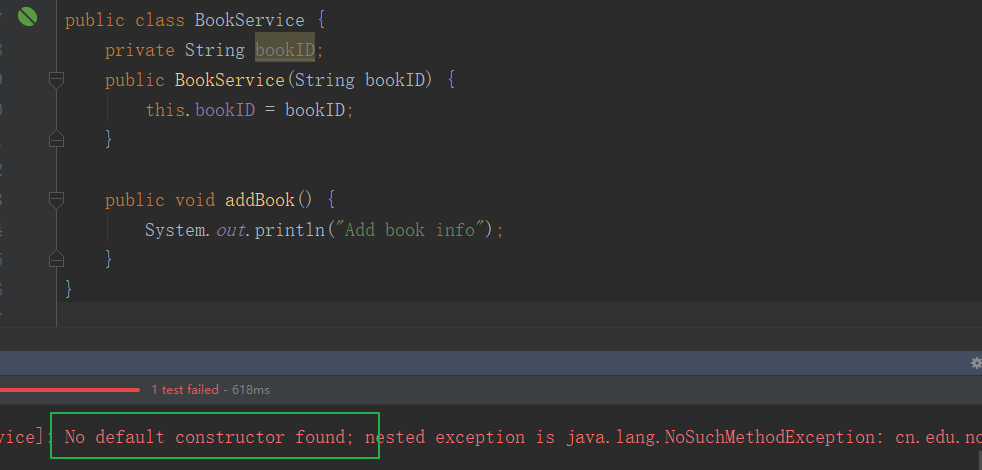 public class BookService {
private String bookID;
public BookService(String bookID) {
this.bookID = bookID;
}
public void addBook() {
System.out.println("Add book info");
}
}
1 test failed - 618ms
vice]: No default constructor found; nested exception is java.lang.NoSuchMethodException: cn.edu.nc